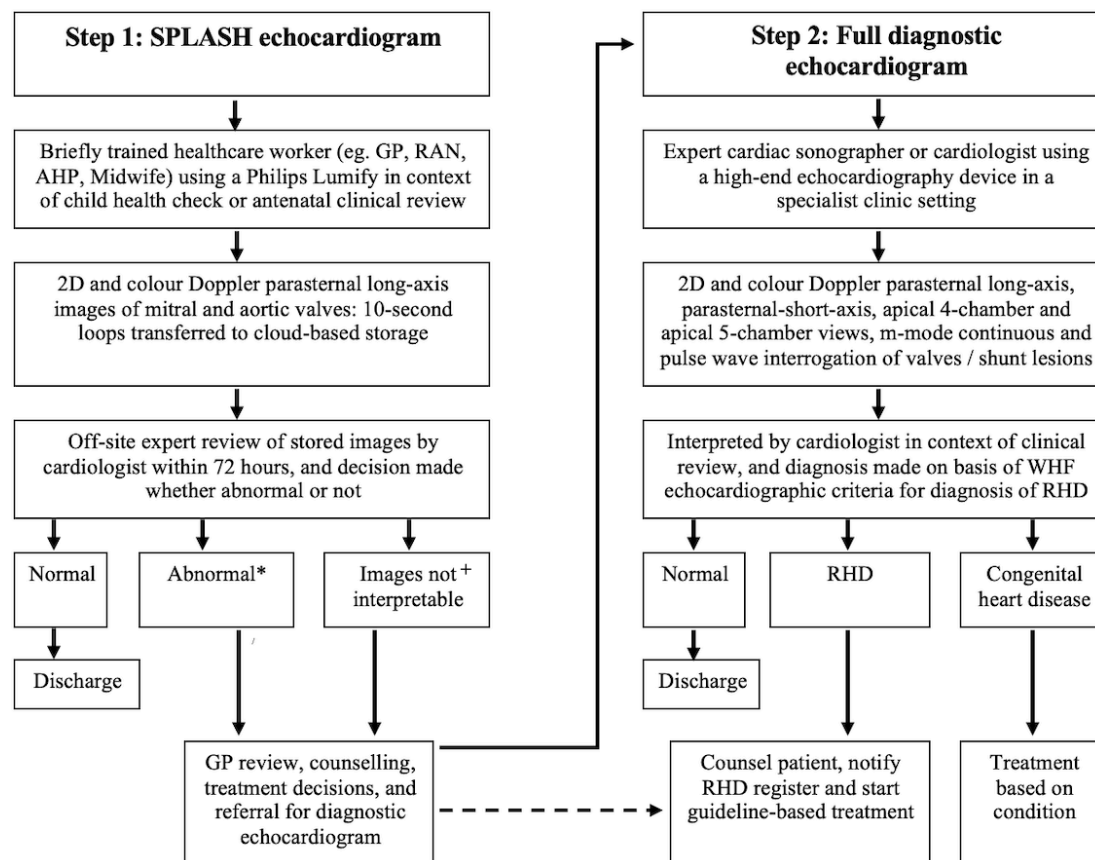 Step 1: SPLASH echocardiogram
Briefly trained healthcare worker (eg. GP, RAN,
AHP, Midwife) using a Philips Lumify in context
of child health check or antenatal clinical review
2D and colour Doppler parasternal long-axis
images of mitral and aortic valves: 10-second
loops transferred to cloud-based storage
Off-site expert review of stored images by
cardiologist within 72 hours, and decision made
whether abnormal or not
Normal
Abnormal*
Images not +
interpretable
Discharge
GP review, counselling,
treatment decisions, and
referral for diagnostic
echocardiogram
Step 2: Full diagnostic
echocardiogram
Expert cardiac sonographer or cardiologist using
a high-end echocardiography device in a
specialist clinic setting
2D and colour Doppler parasternal long-axis,
parasternal-short-axis, apical 4-chamber and
apical 5-chamber views, m-mode continuous and
pulse wave interrogation of valves / shunt lesions
Interpreted by cardiologist in context of clinical
review, and diagnosis made on basis of WHF
echocardiographic criteria for diagnosis of RHD
Normal
RHD
Congenital
heart disease
Discharge
Counsel patient, notify
RHD register and start
guideline-based treatment
Treatment
based on
condition